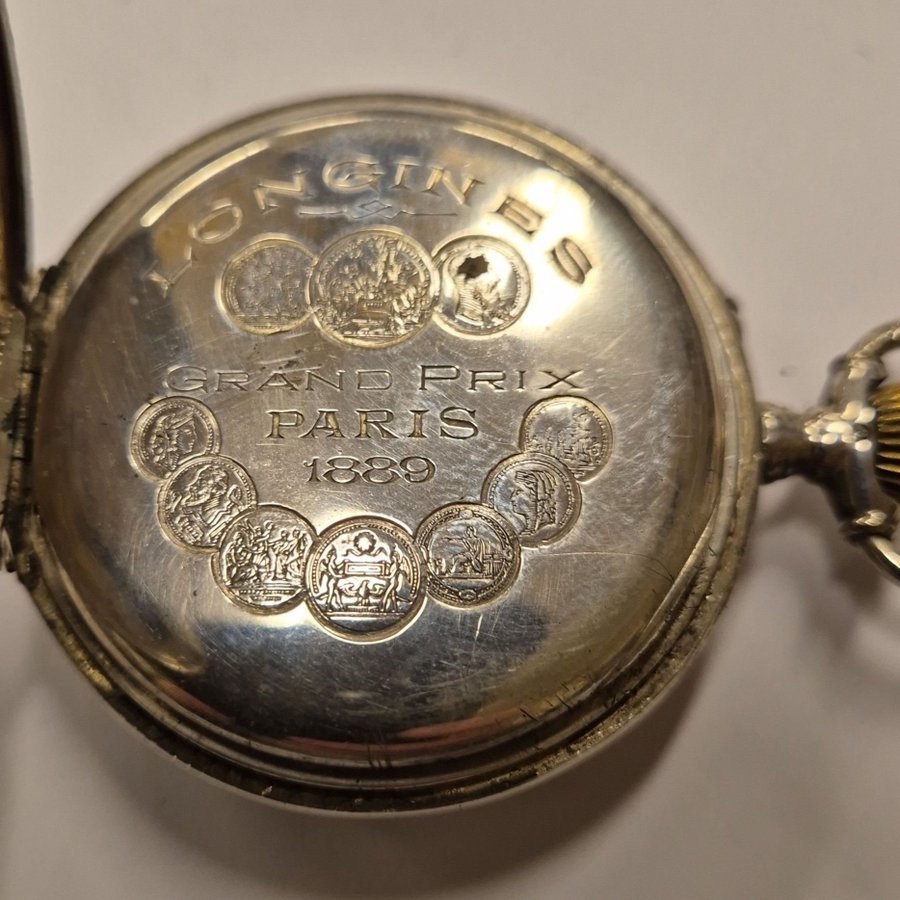 LONGINES
GRAND PRIX
PARIS
1889